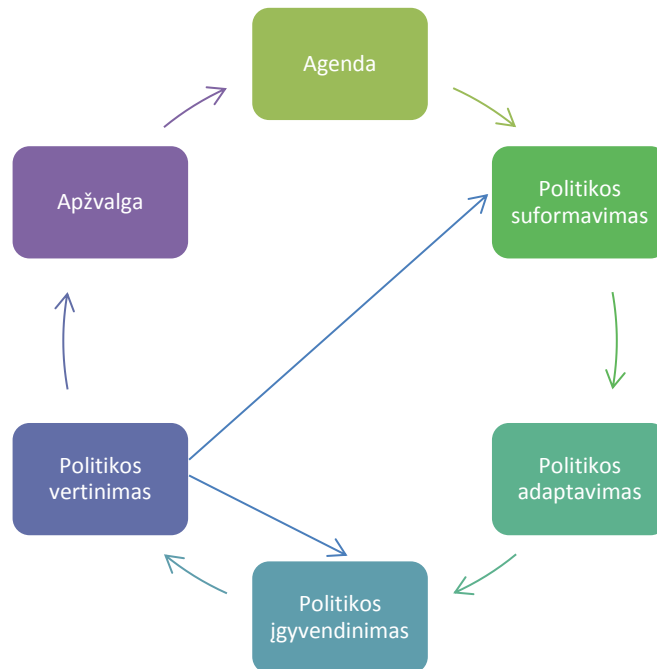 Agenda
Politikos
suformavimas
Politikos
adaptavimas
Politikos
įgyvendinimas
Politikos
vertinimas
Apžvalga